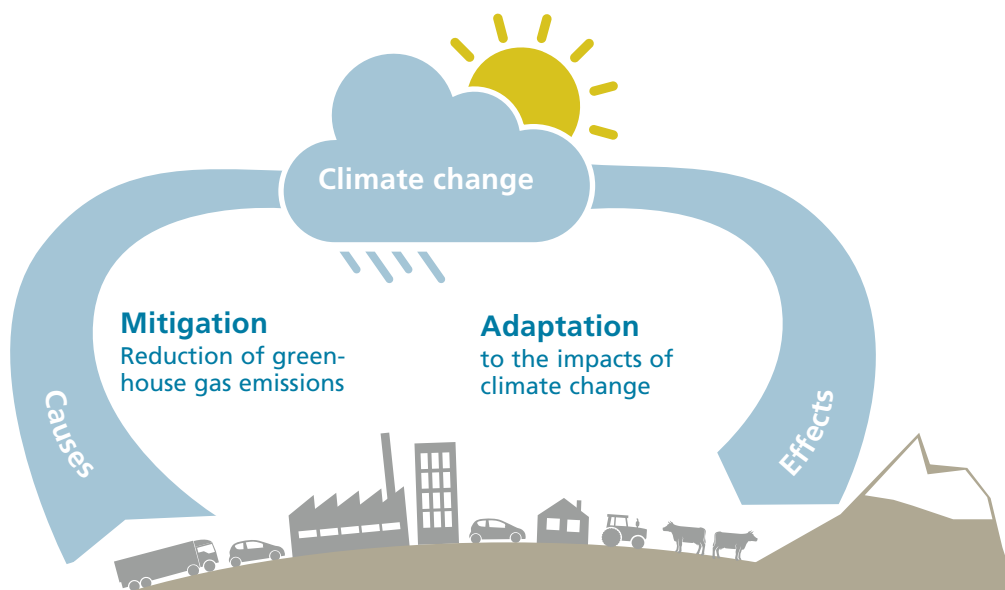 Climate change
Mitigation
Reduction of green-
house gas emissions
Adaptation
to the impacts of
climate change
Causes
Effects